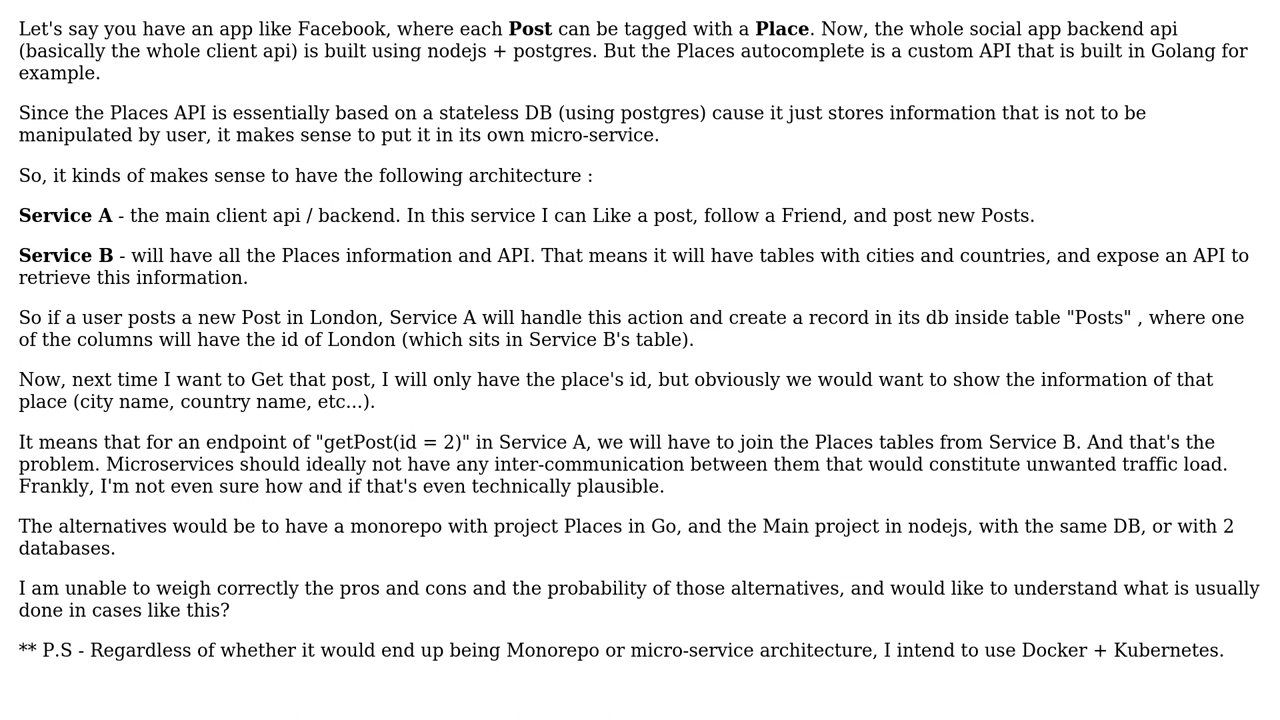 Let's say you have an app like Facebook, where each Post can be tagged with a Place. Now, the whole social app backend api
(basically the whole client api) is built using nodejs + postgres. But the Places autocomplete is a custom API that is built in Golang for
example.
Since the Places API is essentially based on a stateless DB (using postgres) cause it just stores information that is not to be
manipulated by user, it makes sense to put it in its own micro-service.
So, it kinds of makes sense to have the following architecture :
Service A - the main client api / backend. In this service I can Like a post, follow a Friend, and post new Posts.
Service B - will have all the Places information and API. That means it will have tables with cities and countries, and expose an API to
retrieve this information.
So if a user posts a new Post in London, Service A will handle this action and create a record in its db inside table "Posts" , where one
of the columns will have the id of London (which sits in Service B's table).
Now, next time I want to Get that post, I will only have the place's id, but obviously we would want to show the information of that
place (city name, country name, etc...).
It means that for an endpoint of "getPost(id = 2)" in Service A, we will have to join the Places tables from Service B. And that's the
problem. Microservices should ideally not have any inter-communication between them that would constitute unwanted traffic load.
Frankly, I'm not even sure how and if that's even technically plausible.
The alternatives would be to have a monorepo with project Places in Go, and the Main project in nodejs, with the same DB, or with 2
databases.
I am unable to weigh correctly the pros and cons and the probability of those alternatives, and would like to understand what is usually
done in cases like this?
** P.S - Regardless of whether it would end up being Monorepo or micro-service architecture, I intend to use Docker + Kubernetes.